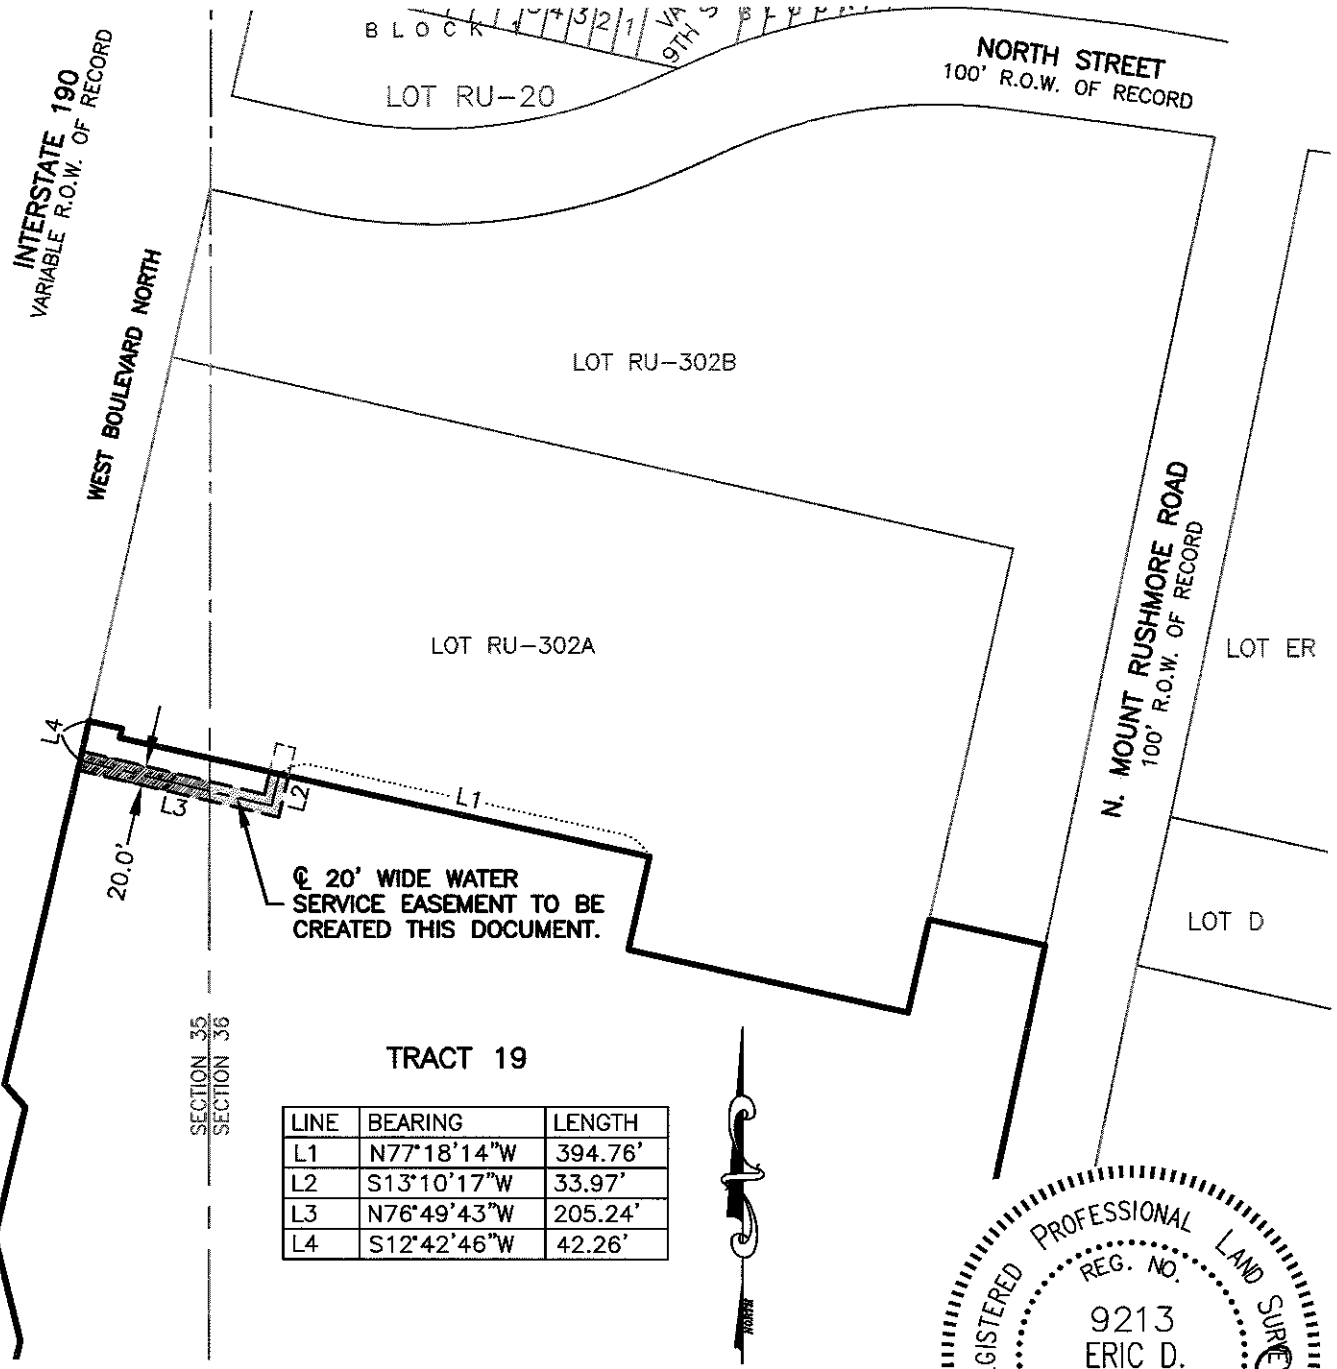 BLOCK 1
4 3 2 1
9TH
NORTH STREET
100' R.O.W. OF RECORD
LOT RU-20
INTERSTATE 190
VARIABLE R.O.W. OF RECORD
WEST BOULEVARD NORTH
LOT RU-302B
N. MOUNT RUSHMORE ROAD
100' R.O.W. OF RECORD
LOT RU-302A
LOT ER
L4
L3
L2
L1
20.0'
℄ 20' WIDE WATER
SERVICE EASEMENT TO BE
CREATED THIS DOCUMENT.
LOT D
SECTION 35
SECTION 36
TRACT 19
LINE BEARING LENGTH
L1 N77°18'14"W 394.76'
L2 S13°10'17"W 33.97'
L3 N76°49'43"W 205.24'
L4 S12°42'46"W 42.26'
NORTH
PROFESSIONAL LAND
REG. NO.
9213
ERIC D.